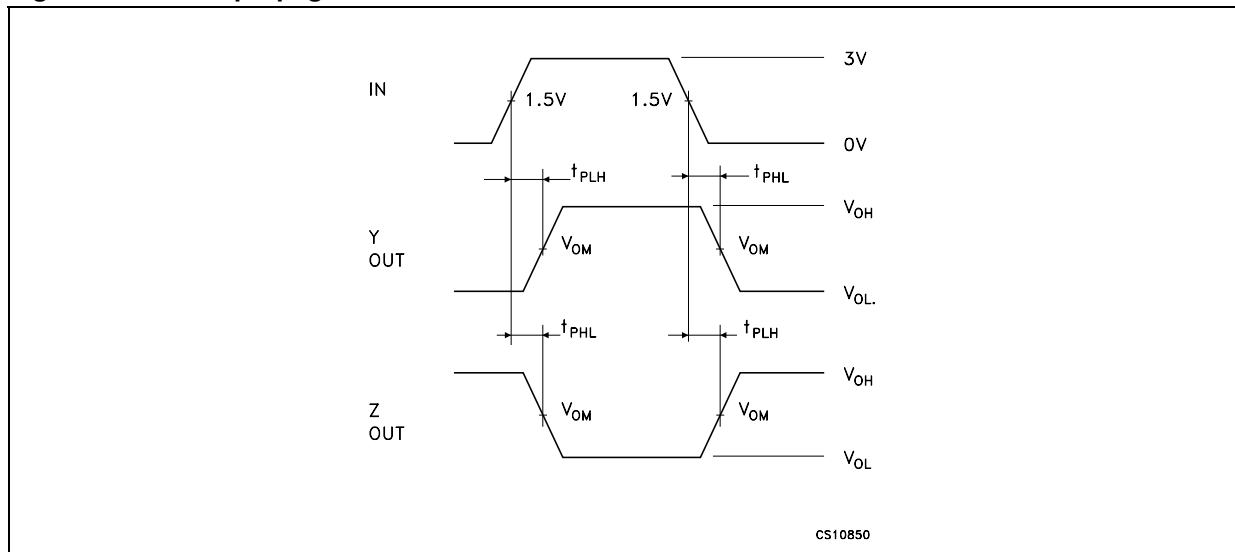 3V
IN
1.5V 1.5V
0V
tPLH tPHL
VOH
Y
OUT
VOM VOM
VOL.
tPHL tPLH
VOH
Z
OUT
VOM VOM
VOL
CS10850